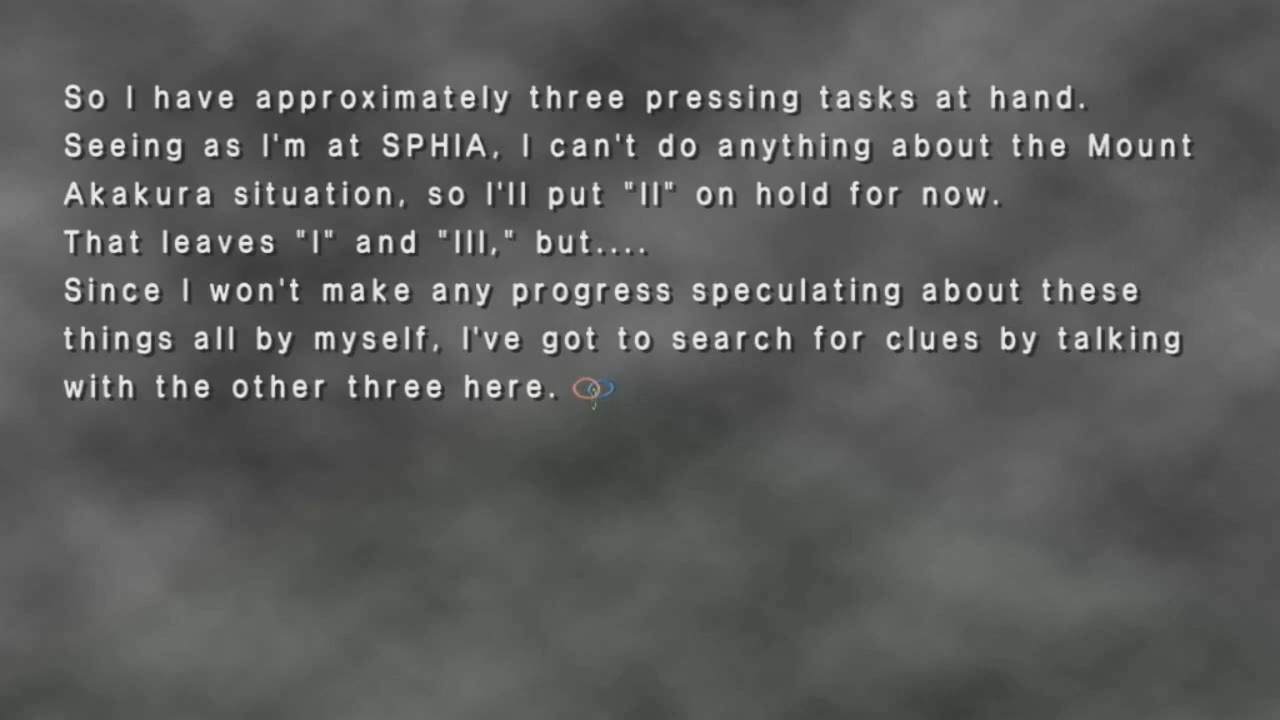 So I have approximately three pressing tasks at hand.
Seeing as I'm at SPHIA, I can't do anything about the Mount
Akakura situation, so I'll put "II" on hold for now.
That leaves "I" and "III," but....
Since I won't make any progress speculating about these
things all by myself, I've got to search for clues by talking
with the other three here.